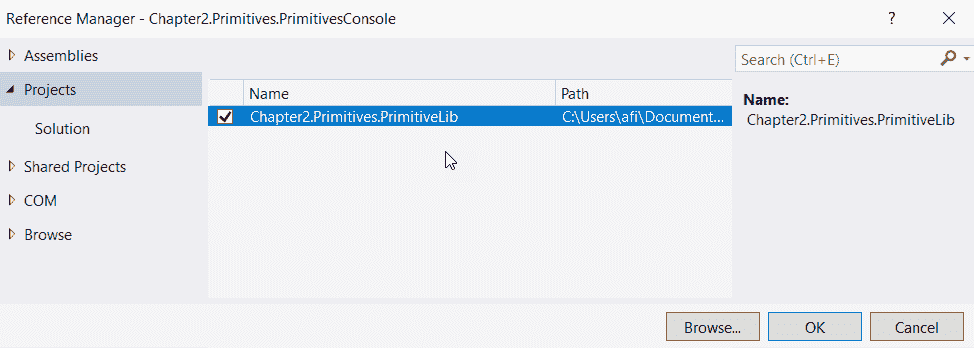 Reference Manager - Chapter2.Primitives.PrimitivesConsole
?
Assemblies
Projects
Solution
Shared Projects
COM
Browse
Name Path
Chapter2.Primitives.PrimitiveLib C:\Users\afi\Document...
Search (Ctrl+E)
Name:
Chapter2.Primitives.PrimitiveLib
Browse... OK Cancel